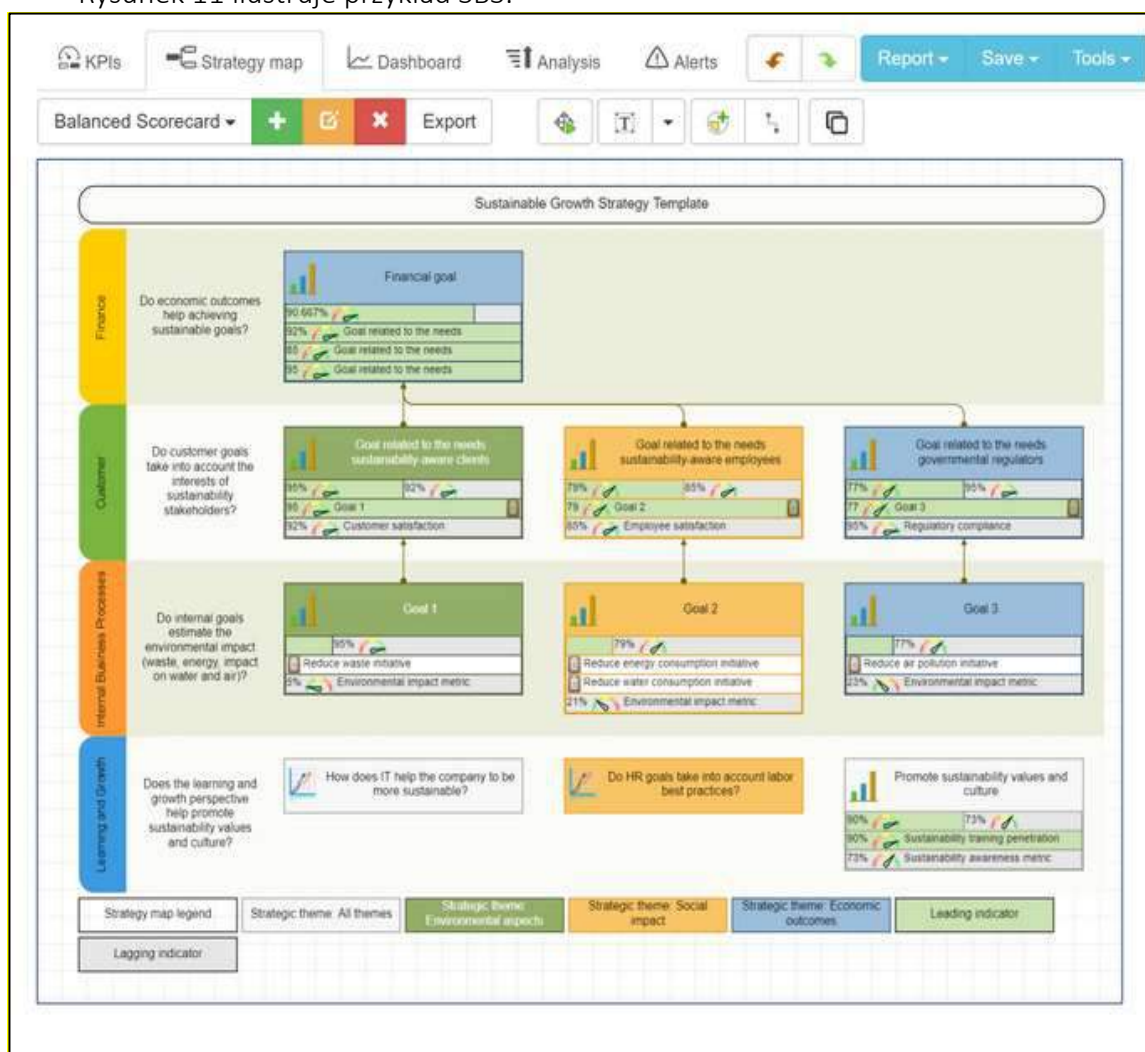 Rysunek 11 ilustruje przykład SBS.
KPIs
Strategy map
Dashboard
Analysis
Alerts
Report
Save
Tools
Balanced Scorecard
Export
Sustainable Growth Strategy Template
Finance
Do economic outcomes
help achieving
sustainable goals?
Financial goal
90.667%
92% Goal related to the needs
85 Goal related to the needs
95 Goal related to the needs
Customer
Do customer goals
take into account the
interests of
sustainability
stakeholders?
Goal related to the needs
sustainability-aware clients
95% 92%
95 Goal 1
92% Customer satisfaction
Goal related to the needs
sustainability-aware employees
79% 85%
79 Goal 2
85% Employee satisfaction
Goal related to the needs
governmental regulators
77% 95%
77 Goal 3
95% Regulatory compliance
Internal Business Processes
Do internal goals
estimate the
environmental impact
(waste, energy, impact
on water and air)?
Goal 1
95%
Reduce waste initiative
5% Environmental impact metric
Goal 2
79%
Reduce energy consumption initiative
Reduce water consumption initiative
21% Environmental impact metric
Goal 3
77%
Reduce air pollution initiative
23% Environmental impact metric
Learning and Growth
Does the learning and
growth perspective
help promote
sustainability values
and culture?
How does IT help the company to be
more sustainable?
Do HR goals take into account labor
best practices?
Promote sustainability values and
culture
90% 73%
90% Sustainability training penetration
73% Sustainability awareness metric
Strategy map legend
Strategic theme: All themes
Strategic theme:
Environmental aspects
Strategic theme: Social
impact
Strategic theme: Economic
outcomes
Leading indicator
Lagging indicator